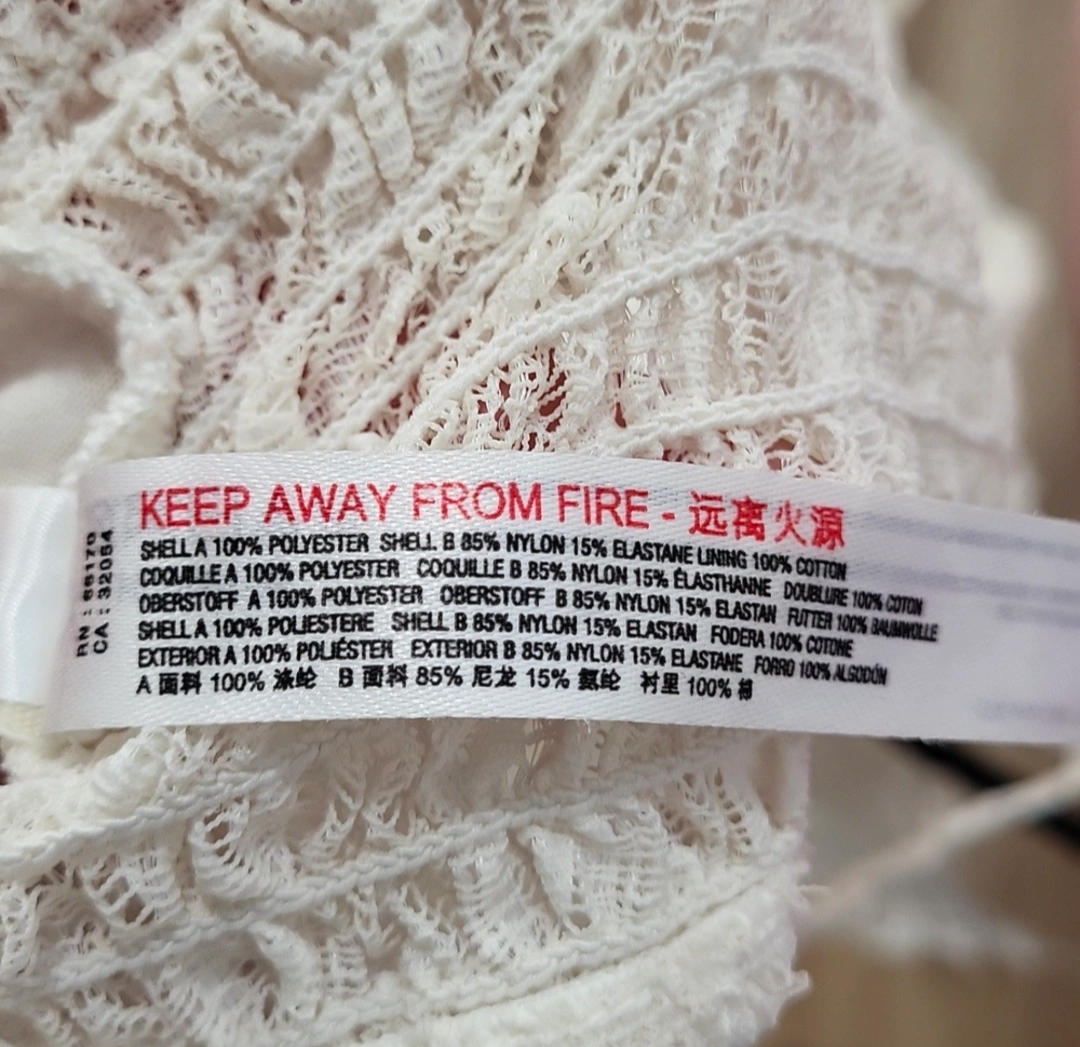 KEEP AWAY FROM FIRE - 远离火源
SHELL A 100% POLYESTER SHELL B 85% NYLON 15% ELASTANE LINING 100% COTTON
COQUILLE A 100% POLYESTER COQUILLE B 85% NYLON 15% ÉLASTHANNE DOUBLURE 100% COTON
OBERSTOFF A 100% POLYESTER OBERSTOFF B 85% NYLON 15% ELASTAN FUTTER 100% BAUMWOLLE
SHELL A 100% POLIESTERE SHELL B 85% NYLON 15% ELASTAN FODERA 100% COTONE
EXTERIOR A 100% POLIÉSTER EXTERIOR B 85% NYLON 15% ELASTANE FORRO 100% ALGODÓN
A 面料 100% 涤纶 B 面料 85% 尼龙 15% 氨纶 衬里 100% 棉
RN : 66170
CA : 32054